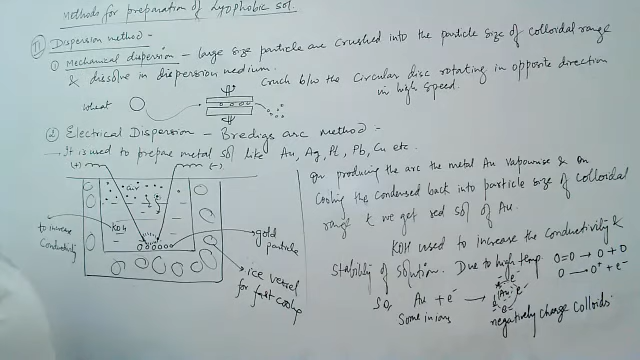 Methods for preparation of Lyophobic sol.
(II) Dispersion method -
① Mechanical dispersion - Large size particle are crushed into the particle size of colloidal range
& dissolve in dispersion medium.
Cruch b/w the Circular disc rotating in opposite direction
in high speed.
wheat
② Electrical Dispersion - Bredigs arc method -
→ It is used to prepare metal sol like Au, Ag, Pt, Pb, Cu etc.
(+) (-)
air
KOH
to increase
Conductivity
gold
particle
ice vessel
for fast cooling
producing the arc the metal Au vapourise & on
Cooling the condensed back into particle size of colloidal
range & we get red sol of Au.
KOH used to increase the conductivity &
Stability of solution. Due to high temp. O=O → O + O
O → O⁺ + e⁻
So, Au + e⁻ → Au e⁻ e⁻ e⁻
Some in ions
negatively charge colloids.